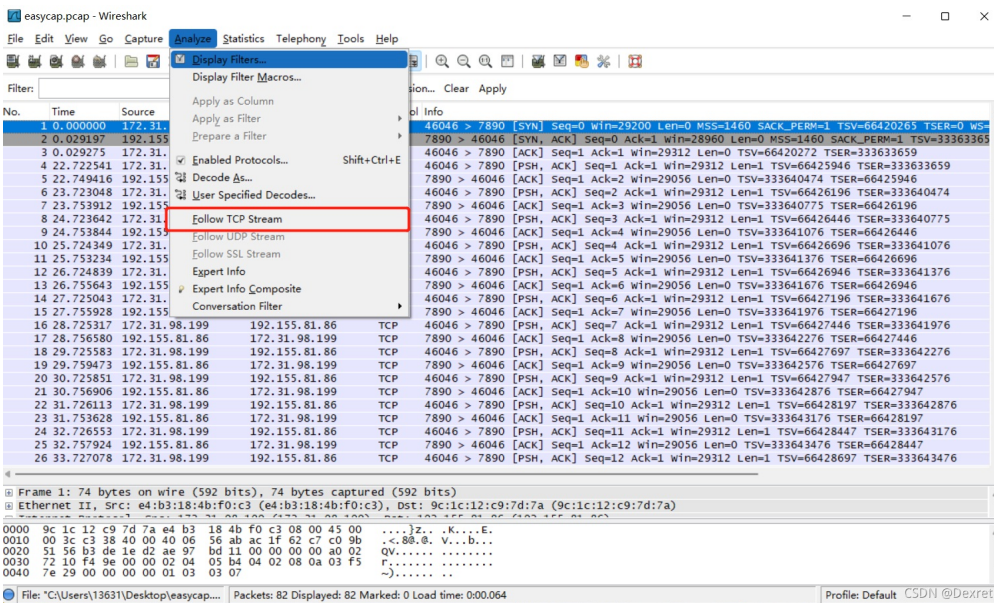 easycap.pcap - Wireshark
File Edit View Go Capture Analyze Statistics Telephony Tools Help
Display Filters...
Display Filter Macros...
Apply as Column
Apply as Filter
Prepare a Filter
Enabled Protocols... Shift+Ctrl+E
Decode As...
User Specified Decodes...
Follow TCP Stream
Follow UDP Stream
Follow SSL Stream
Expert Info
Expert Info Composite
Conversation Filter
Filter: Clear Apply
No. Time Source Info
1 0.000000 172.31. 46046 > 7890 [SYN] Seq=0 Win=29200 Len=0 MSS=1460 SACK_PERM=1 TSV=66420265 TSER=0 WS=
2 0.029197 192.155 7890 > 46046 [SYN, ACK] Seq=0 Ack=1 Win=28960 Len=0 MSS=1460 SACK_PERM=1 TSV=33363365
3 0.029275 172.31. 46046 > 7890 [ACK] Seq=1 Ack=1 Win=29312 Len=0 TSV=66420272 TSER=333633659
4 22.722541 172.31. 46046 > 7890 [PSH, ACK] Seq=1 Ack=1 Win=29312 Len=1 TSV=66425946 TSER=333633659
5 22.749416 192.155 7890 > 46046 [ACK] Seq=1 Ack=2 Win=29056 Len=0 TSV=333640474 TSER=66425946
6 23.723048 172.31. 46046 > 7890 [PSH, ACK] Seq=2 Ack=1 Win=29312 Len=1 TSV=66426196 TSER=333640474
7 23.753912 192.155 7890 > 46046 [ACK] Seq=1 Ack=3 Win=29056 Len=0 TSV=333640775 TSER=66426196
8 24.723642 172.31. 46046 > 7890 [PSH, ACK] Seq=3 Ack=1 Win=29312 Len=1 TSV=66426446 TSER=333640775
9 24.753844 192.155 7890 > 46046 [ACK] Seq=1 Ack=4 Win=29056 Len=0 TSV=333641076 TSER=66426446
10 25.724349 172.31. 46046 > 7890 [PSH, ACK] Seq=4 Ack=1 Win=29312 Len=1 TSV=66426696 TSER=333641076
11 25.753234 192.155 7890 > 46046 [ACK] Seq=1 Ack=5 Win=29056 Len=0 TSV=333641376 TSER=66426696
12 26.724839 172.31. 46046 > 7890 [PSH, ACK] Seq=5 Ack=1 Win=29312 Len=1 TSV=66426946 TSER=333641376
13 26.755643 192.155 7890 > 46046 [ACK] Seq=1 Ack=6 Win=29056 Len=0 TSV=333641676 TSER=66426946
14 27.725043 172.31. 46046 > 7890 [PSH, ACK] Seq=6 Ack=1 Win=29312 Len=1 TSV=66427196 TSER=333641676
15 27.755928 192.155 7890 > 46046 [ACK] Seq=1 Ack=7 Win=29056 Len=0 TSV=333641976 TSER=66427196
16 28.725317 172.31.98.199 192.155.81.86 TCP 46046 > 7890 [PSH, ACK] Seq=7 Ack=1 Win=29312 Len=1 TSV=66427446 TSER=333641976
17 28.756580 192.155.81.86 172.31.98.199 TCP 7890 > 46046 [ACK] Seq=1 Ack=8 Win=29056 Len=0 TSV=333642276 TSER=66427446
18 29.725583 172.31.98.199 192.155.81.86 TCP 46046 > 7890 [PSH, ACK] Seq=8 Ack=1 Win=29312 Len=1 TSV=66427697 TSER=333642276
19 29.759473 192.155.81.86 172.31.98.199 TCP 7890 > 46046 [ACK] Seq=1 Ack=9 Win=29056 Len=0 TSV=333642576 TSER=66427697
20 30.725851 172.31.98.199 192.155.81.86 TCP 46046 > 7890 [PSH, ACK] Seq=9 Ack=1 Win=29312 Len=1 TSV=66427947 TSER=333642576
21 30.756906 192.155.81.86 172.31.98.199 TCP 7890 > 46046 [ACK] Seq=1 Ack=10 Win=29056 Len=0 TSV=333642876 TSER=66427947
22 31.726113 172.31.98.199 192.155.81.86 TCP 46046 > 7890 [PSH, ACK] Seq=10 Ack=1 Win=29312 Len=1 TSV=66428197 TSER=333642876
23 31.753628 192.155.81.86 172.31.98.199 TCP 7890 > 46046 [ACK] Seq=1 Ack=11 Win=29056 Len=0 TSV=333643176 TSER=66428197
24 32.726553 172.31.98.199 192.155.81.86 TCP 46046 > 7890 [PSH, ACK] Seq=11 Ack=1 Win=29312 Len=1 TSV=66428447 TSER=333643176
25 32.757924 192.155.81.86 172.31.98.199 TCP 7890 > 46046 [ACK] Seq=1 Ack=12 Win=29056 Len=0 TSV=333643476 TSER=66428447
26 33.727078 172.31.98.199 192.155.81.86 TCP 46046 > 7890 [PSH, ACK] Seq=12 Ack=1 Win=29312 Len=1 TSV=66428697 TSER=333643476
Frame 1: 74 bytes on wire (592 bits), 74 bytes captured (592 bits)
Ethernet II, Src: e4:b3:18:4b:f0:c3 (e4:b3:18:4b:f0:c3), Dst: 9c:1c:12:c9:7d:7a (9c:1c:12:c9:7d:7a)
0000 9c 1c 12 c9 7d 7a e4 b3 18 4b f0 c3 08 00 45 00 ....}z.. .K....E.
0010 00 3c c3 38 40 00 40 06 56 ab ac 1f 62 c7 c0 9b .<.8@.@. V...b...
0020 51 56 b3 de 1e d2 ae 97 bd 11 00 00 00 00 a0 02 QV...... ........
0030 72 10 f4 9e 00 00 02 04 05 b4 04 02 08 0a 03 f5 r....... ........
0040 7e 29 00 00 00 00 01 03 03 07 ~)...... ..
File: "C:\Users\13631\Desktop\easycap.... Packets: 82 Displayed: 82 Marked: 0 Load time: 0:00.064 Profile: Default
CSDN @Dexret